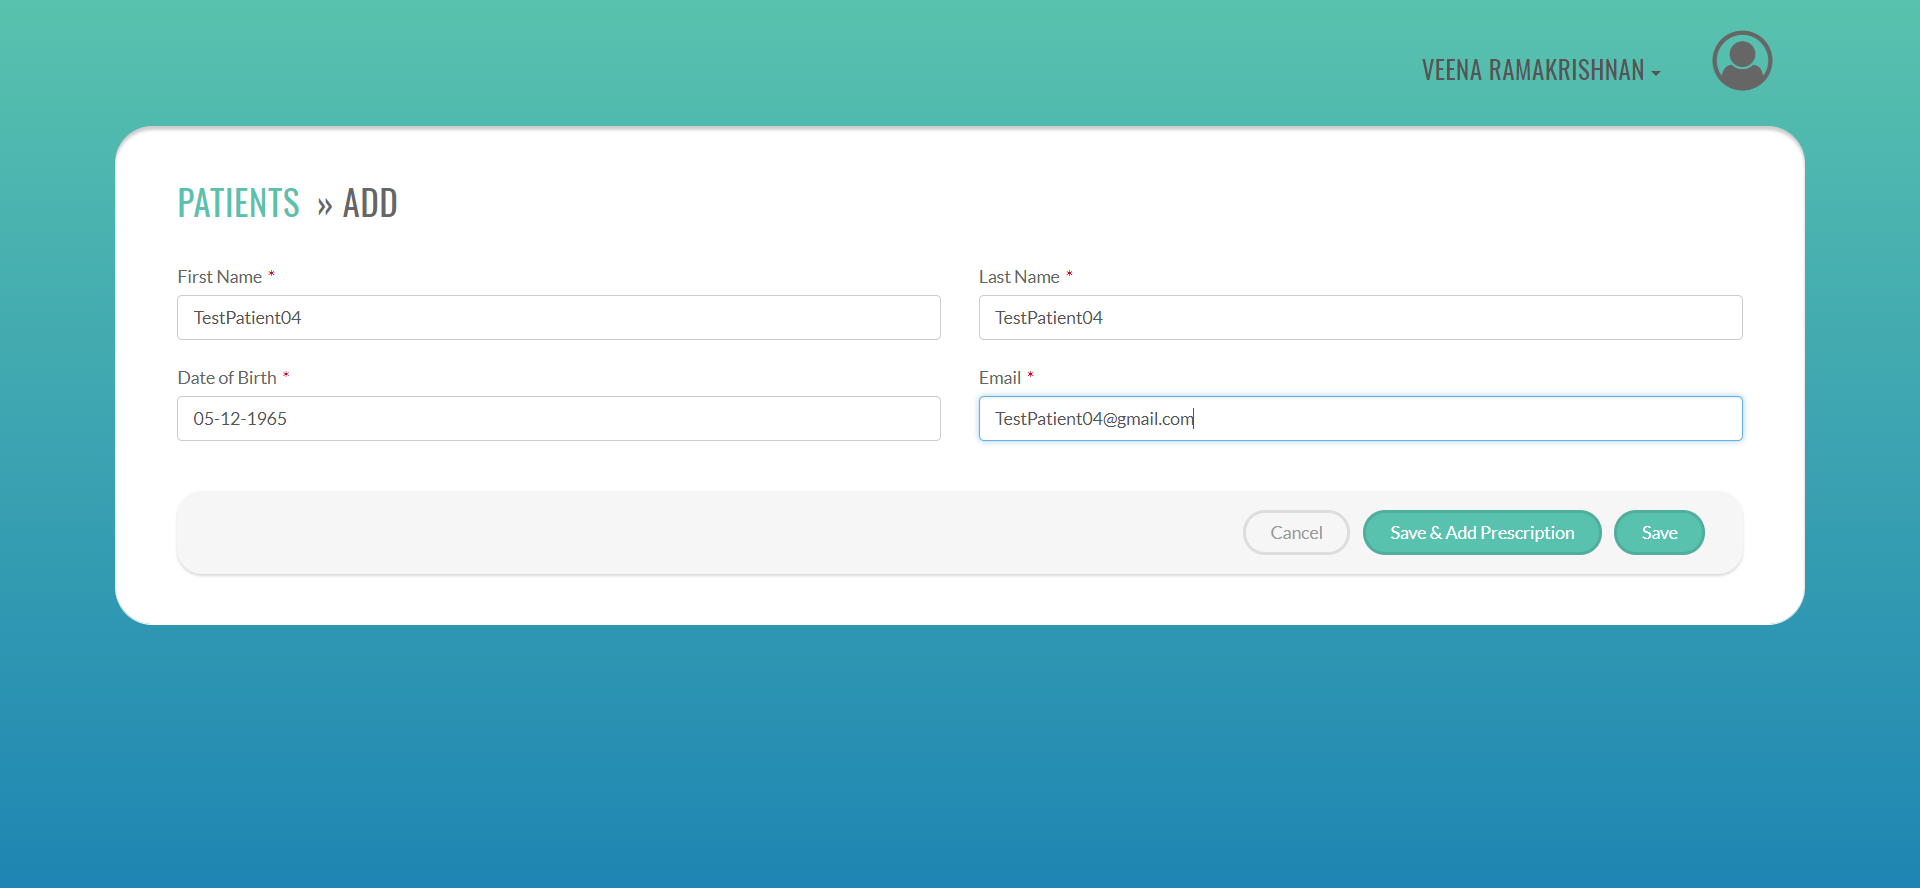 VEENA RAMAKRISHNAN
PATIENTS » ADD
First Name *
Last Name *
TestPatient04
TestPatient04
Date of Birth *
Email *
05-12-1965
TestPatient04@gmail.com
Cancel
Save & Add Prescription
Save